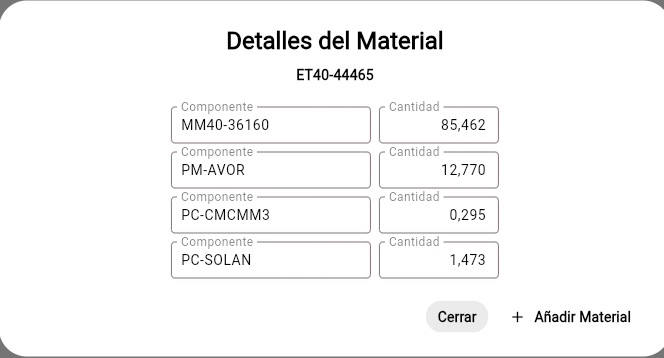 Detalles del Material
ET40-44465
Componente Cantidad
MM40-36160 85,462
Componente Cantidad
PM-AVOR 12,770
Componente Cantidad
PC-CMCMM3 0,295
Componente Cantidad
PC-SOLAN 1,473
Cerrar + Añadir Material